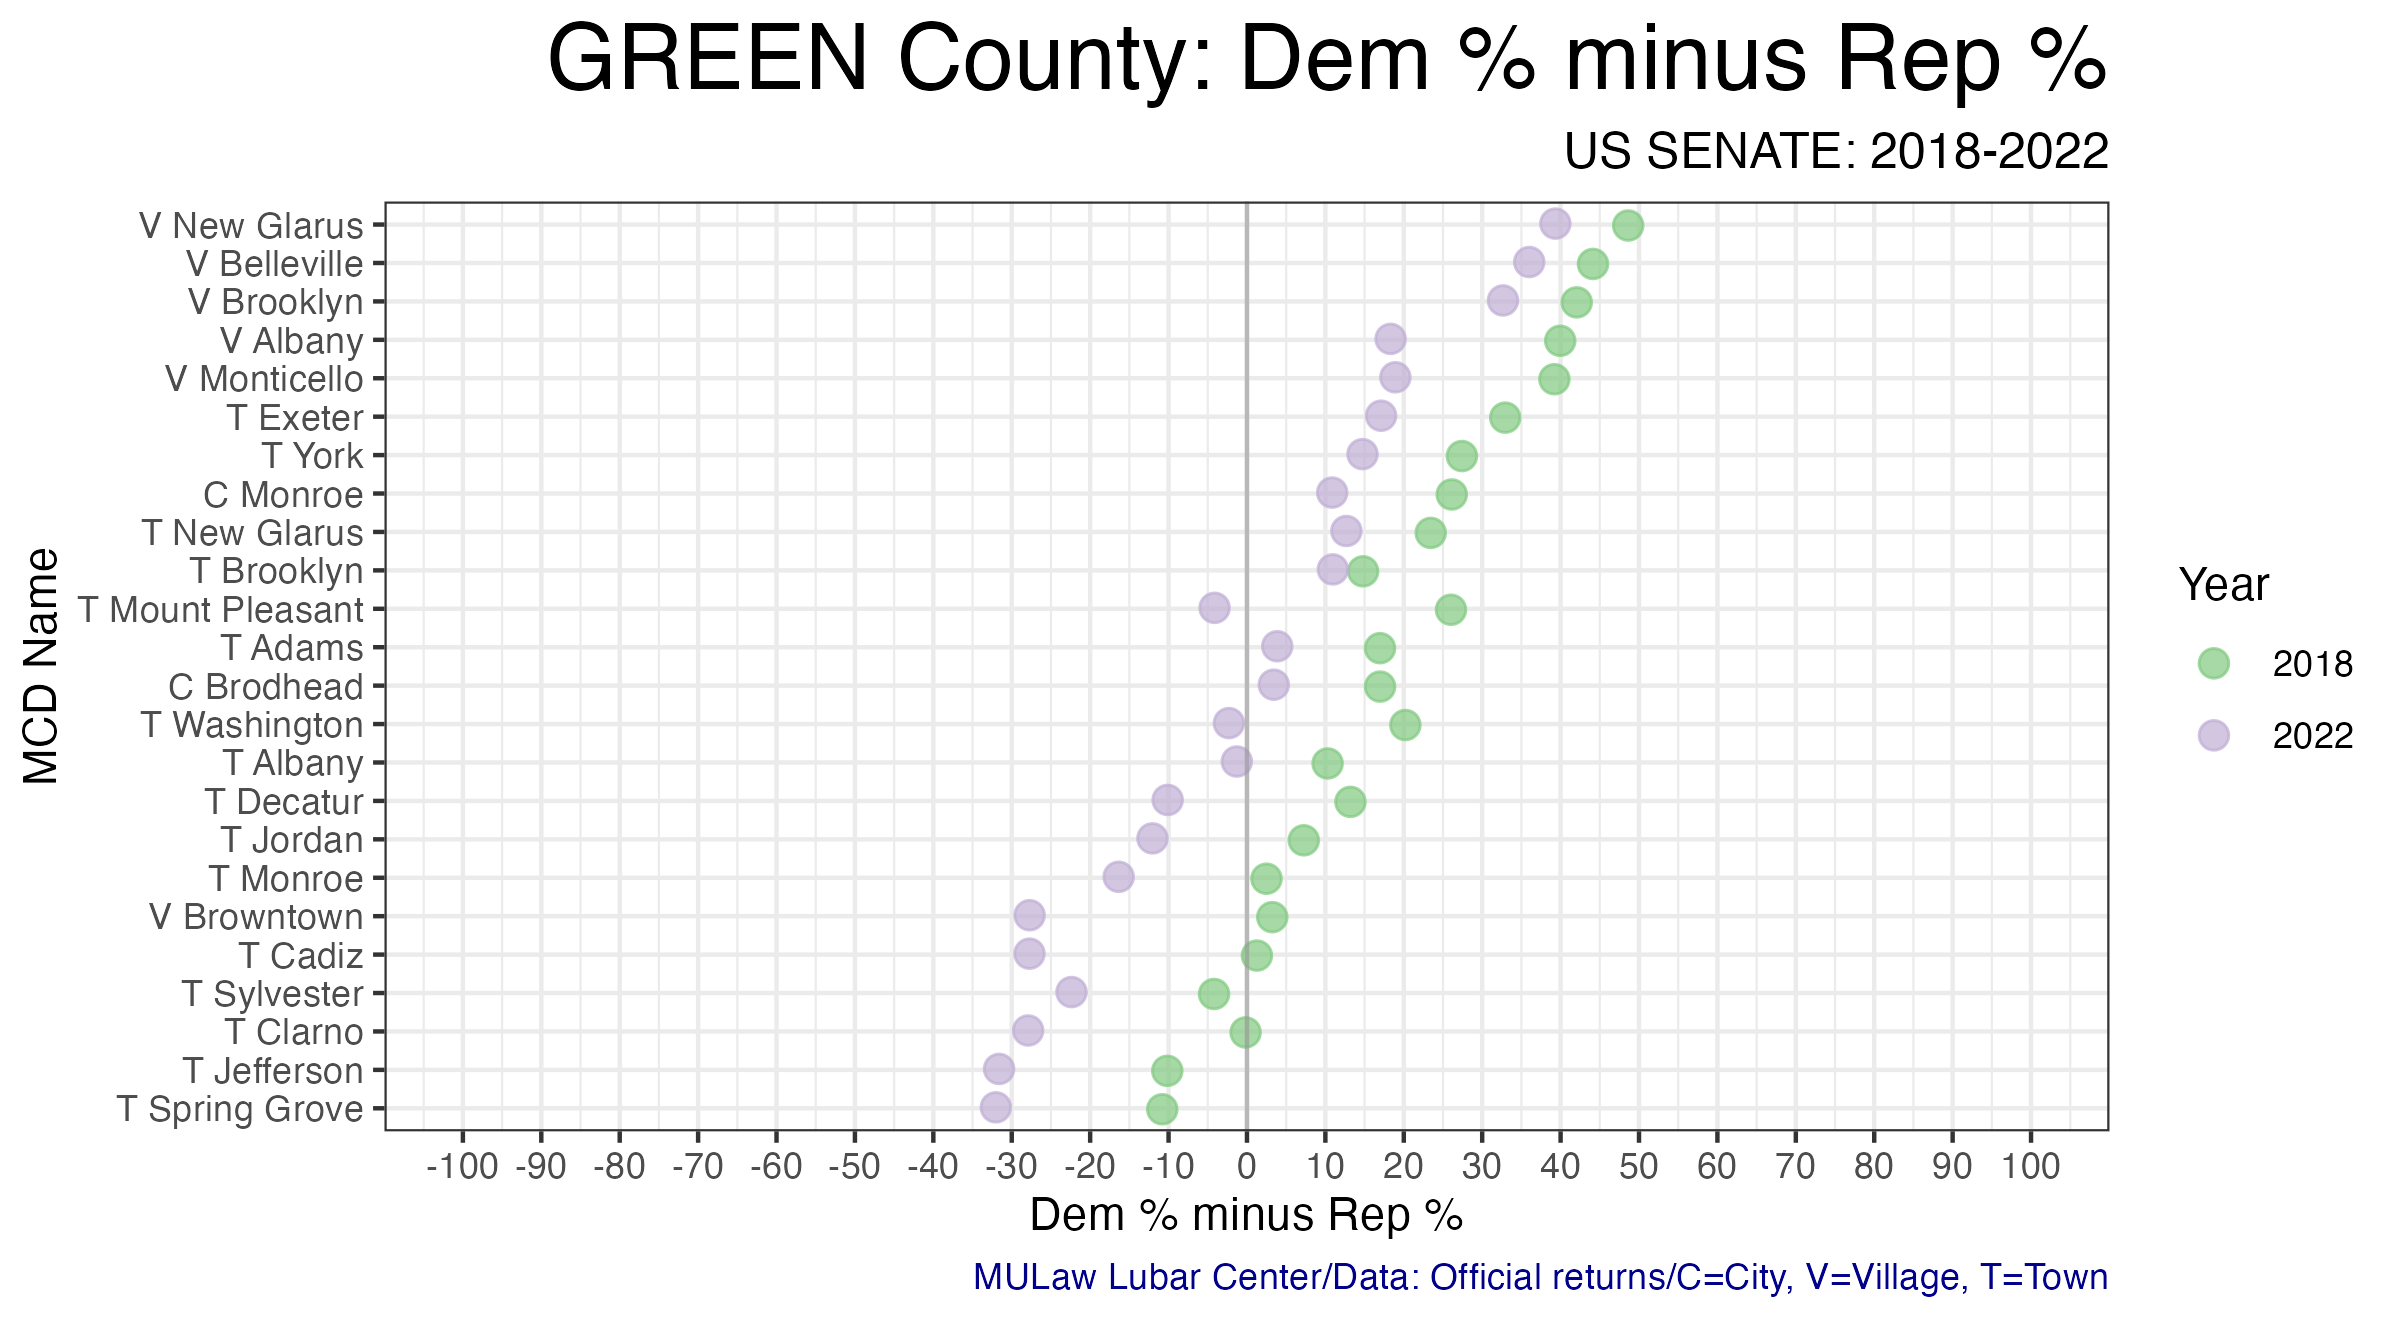 GREEN County: Dem % minus Rep %
US SENATE: 2018-2022
MCD Name
V New Glarus
V Belleville
V Brooklyn
V Albany
V Monticello
T Exeter
T York
C Monroe
T New Glarus
T Brooklyn
T Mount Pleasant
T Adams
C Brodhead
T Washington
T Albany
T Decatur
T Jordan
T Monroe
V Browntown
T Cadiz
T Sylvester
T Clarno
T Jefferson
T Spring Grove
-100 -90 -80 -70 -60 -50 -40 -30 -20 -10 0 10 20 30 40 50 60 70 80 90 100
Dem % minus Rep %
Year
2018
2022
MULaw Lubar Center/Data: Official returns/C=City, V=Village, T=Town